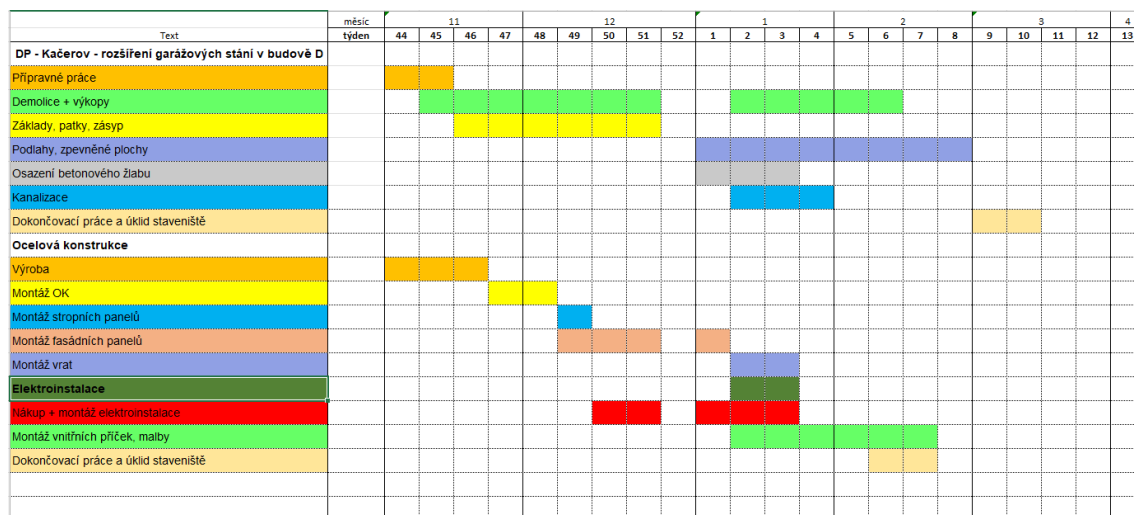 měsíc 11 12 1 2 3 4
Text týden 44 45 46 47 48 49 50 51 52 1 2 3 4 5 6 7 8 9 10 11 12 13
DP - Kačerov - rozšíření garážových stání v budově D
Přípravné práce
Demolice + výkopy
Základy, patky, zásyp
Podlahy, zpevněné plochy
Osazení betonového žlabu
Kanalizace
Dokončovací práce a úklid staveniště
Ocelová konstrukce
Výroba
Montáž OK
Montáž stropních panelů
Montáž fasádních panelů
Montáž vrat
Elektroinstalace
Nákup + montáž elektroinstalace
Montáž vnitřních příček, malby
Dokončovací práce a úklid staveniště